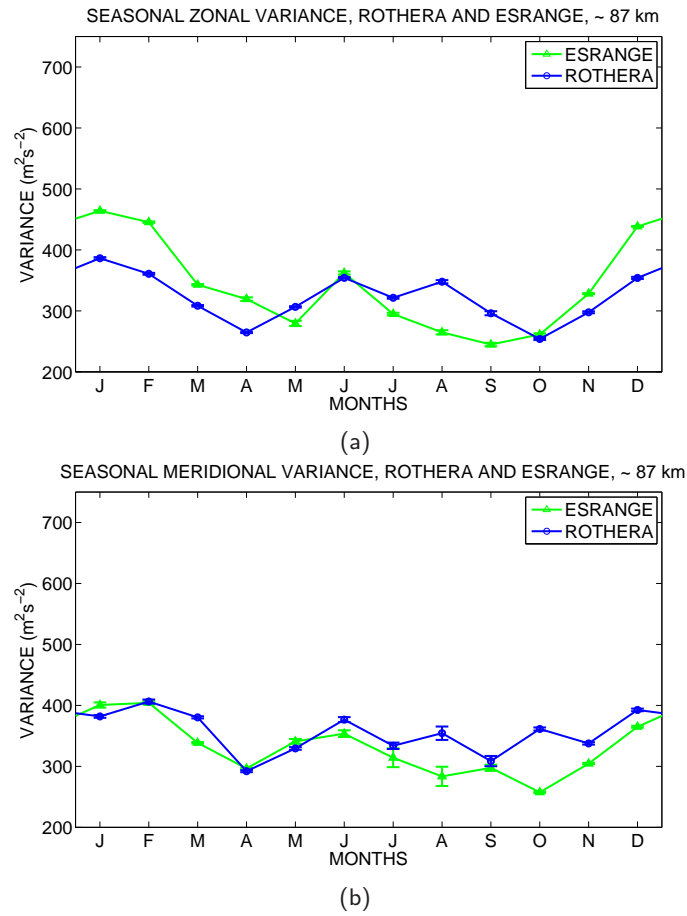 SEASONAL ZONAL VARIANCE, ROTHERA AND ESRANGE, ~ 87 km
ESRANGE
ROTHERA
VARIANCE (m²s⁻²)
700
600
500
400
300
200
J F M A M J J A S O N D
MONTHS
(a)
SEASONAL MERIDIONAL VARIANCE, ROTHERA AND ESRANGE, ~ 87 km
ESRANGE
ROTHERA
VARIANCE (m²s⁻²)
700
600
500
400
300
200
J F M A M J J A S O N D
MONTHS
(b)